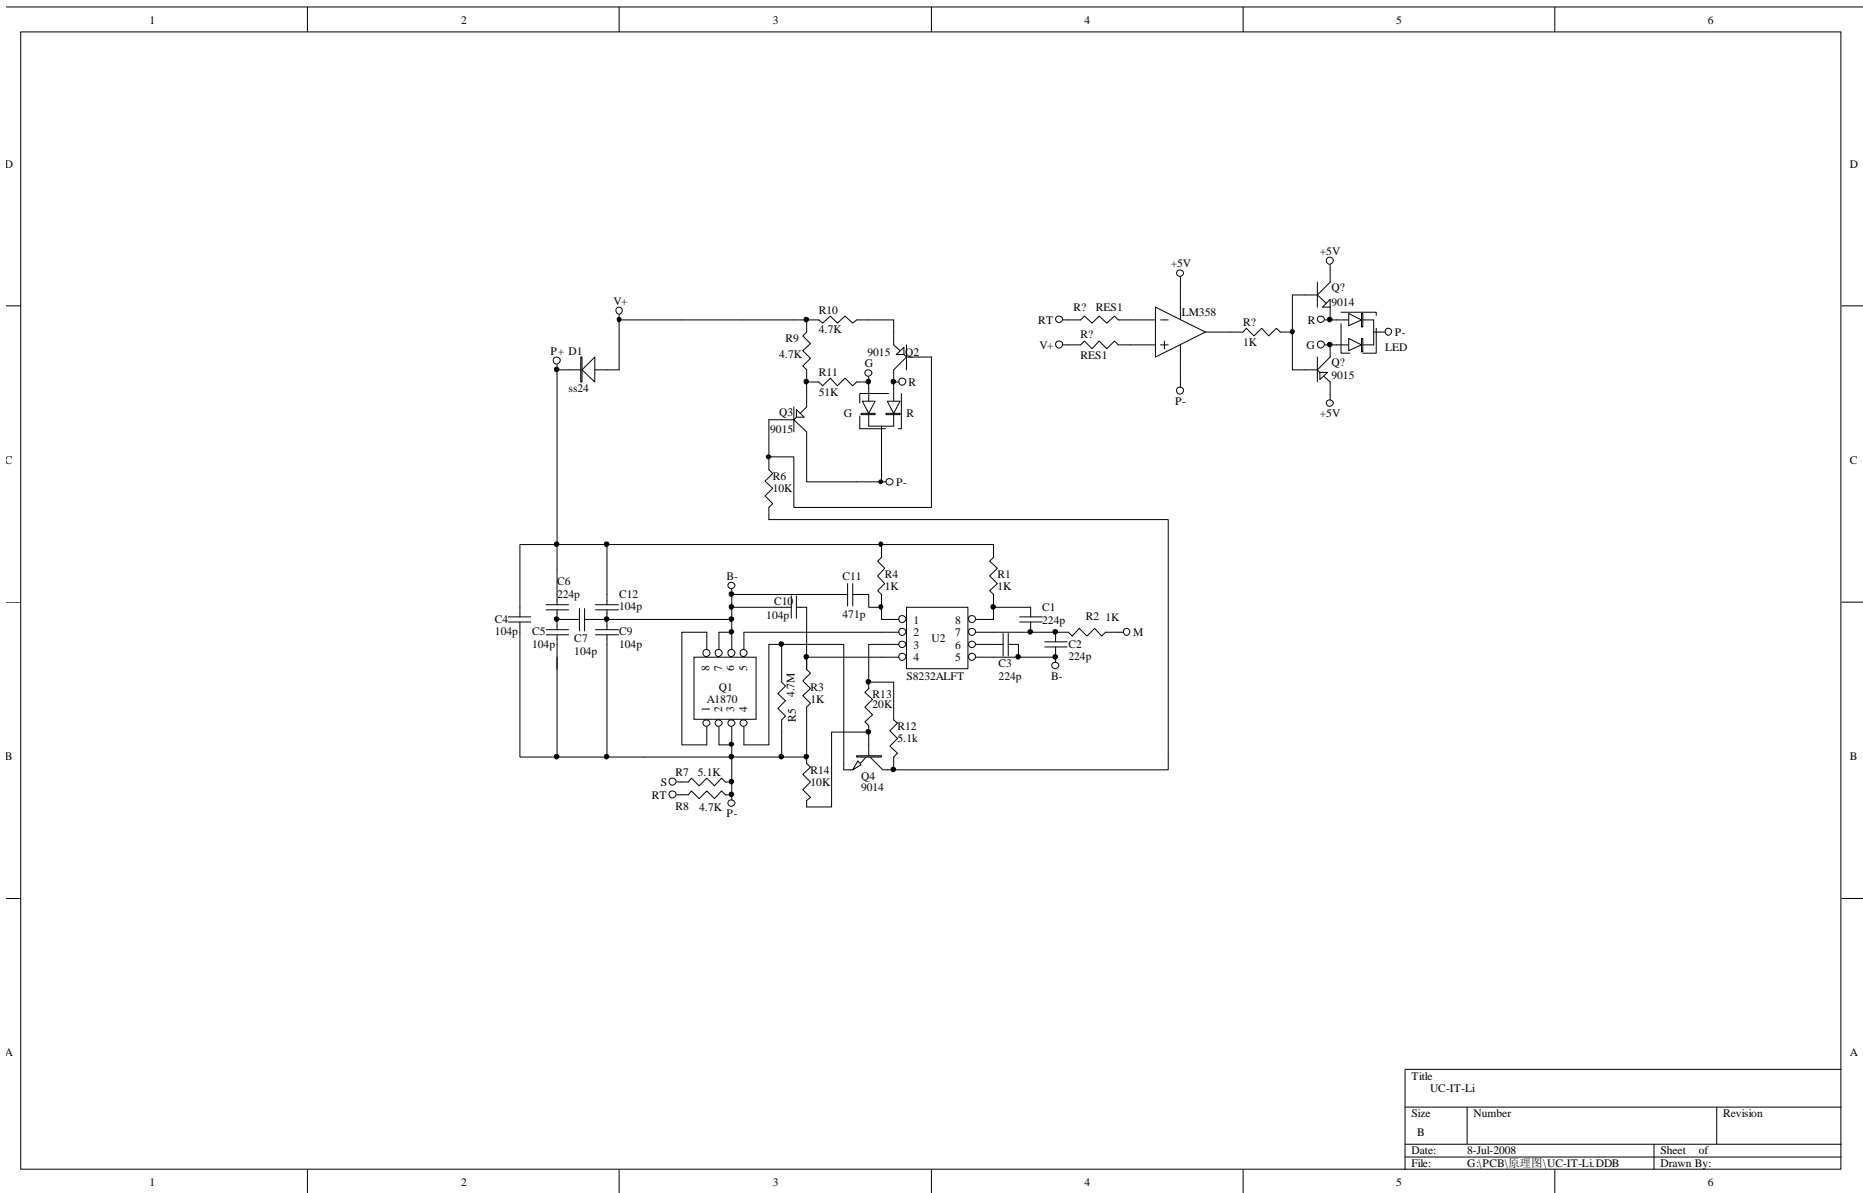 1 2 3 4 5 6
D D
C C
B B
A A
V+
P+ D1
ss24
R10
4.7K
R9
4.7K
9015 Q2
G
R11
51K
R
Q3
9015
G R
R6
10K
P-
+5V
+5V
Q?
9014
R? RES1
LM358
RT
R
R?
1K
P-
V+
R?
RES1
G
LED
Q?
9015
P-
+5V
B-
C6
224p
C12
104p
C10
104p
C11
471p
R4
1K
R1
1K
C1
224p
R2 1K
M
C4
104p
C5
104p
C7
104p
C9
104p
1 8
2 7
3 6
4 5
U2
S8232ALFT
C2
224p
C3
224p
B-
8 7 6 5
Q1
A1870
1 2 3 4
R5 4.7M
R3
1K
R13
20K
R12
5.1k
R14
10K
Q4
9014
S
R7 5.1K
RT
R8 4.7K
P-
Title
UC-IT-Li
Size Number Revision
B
Date: 8-Jul-2008 Sheet of
File: G:\PCB\原理图\UC-IT-Li.DDB Drawn By:
1 2 3 4 5 6